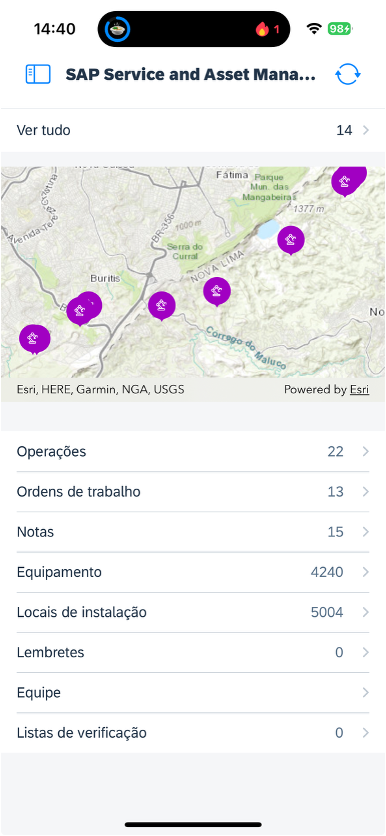 14:40
1
98
SAP Service and Asset Mana...
Ver tudo
14
Fátima
Parque
Mun. das
Mangabeiras
1377 m
1000 m
BR-356
Serra do
Curral
NOVA LIMA
Buritis
Córrego do Maluco
No
Esri, HERE, Garmin, NGA, USGS
Powered by Esri
Operações
22
Ordens de trabalho
13
Notas
15
Equipamento
4240
Locais de instalação
5004
Lembretes
0
Equipe
Listas de verificação
0